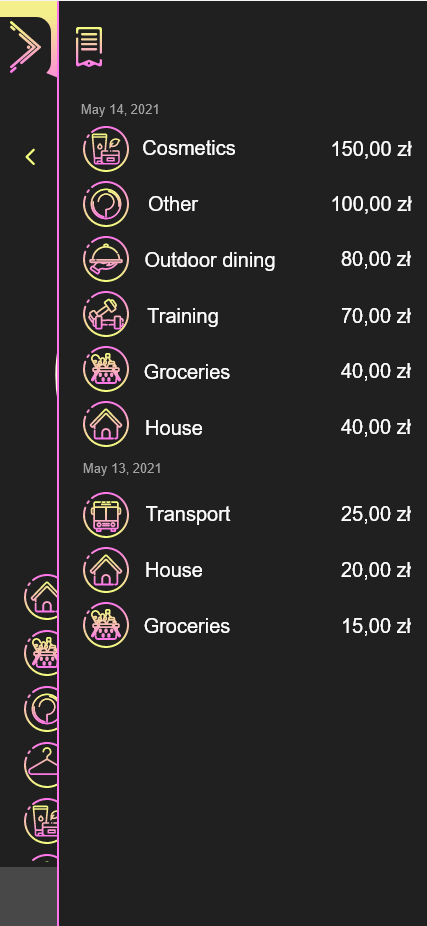 May 14, 2021
Cosmetics 150,00 zł
Other 100,00 zł
Outdoor dining 80,00 zł
Training 70,00 zł
Groceries 40,00 zł
House 40,00 zł
May 13, 2021
Transport 25,00 zł
House 20,00 zł
Groceries 15,00 zł